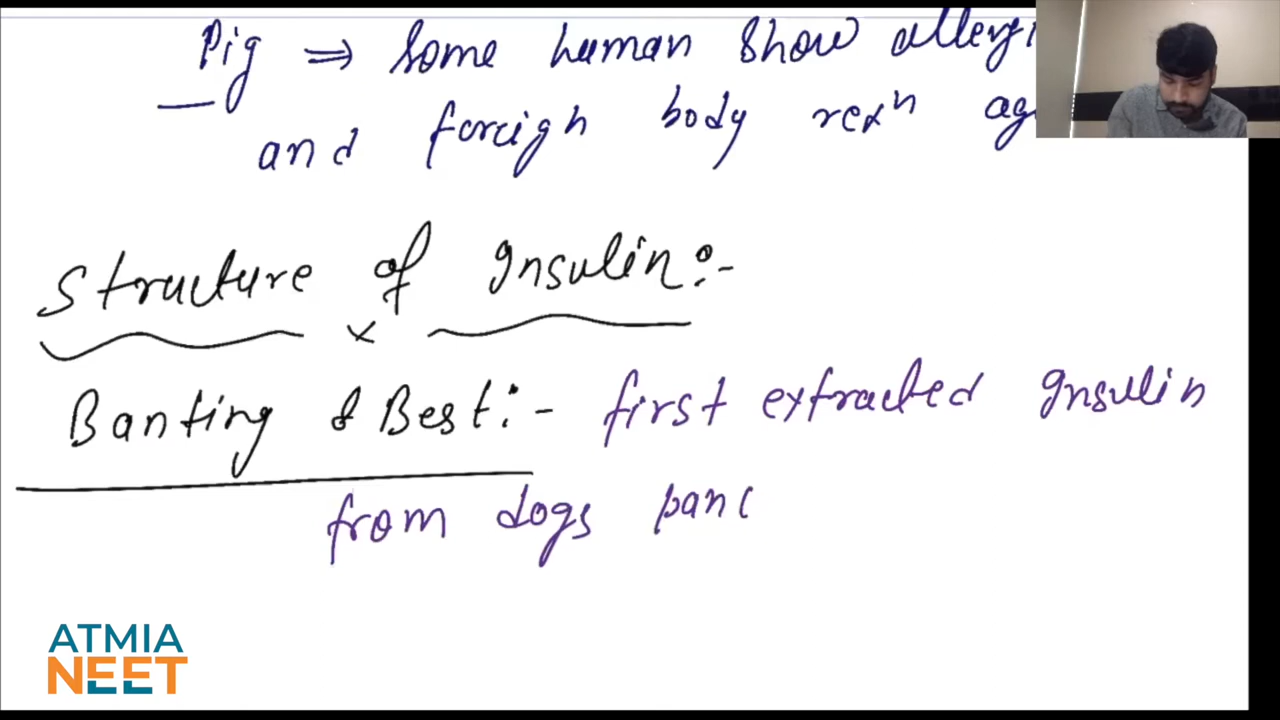 Pig ⇒ Some human show allergi
and foreign body rexⁿ ag
Structure of Insulin:-
Banting & Best:- first extracted Insulin
from dogs panc
ATMIA
NEET